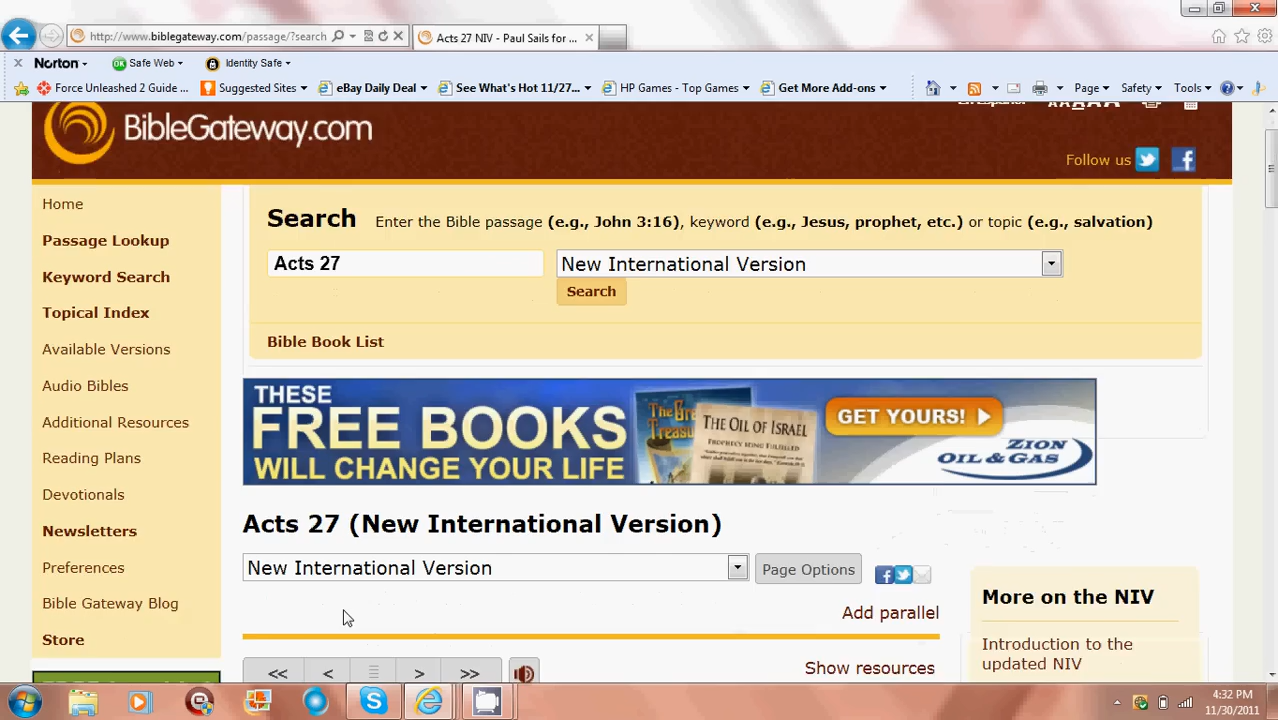 http://www.biblegateway.com/passage/?search
Acts 27 NIV - Paul Sails for ...
Norton
Safe Web
Identity Safe
Force Unleashed 2 Guide ...
Suggested Sites
eBay Daily Deal
See What's Hot 11/27...
HP Games - Top Games
Get More Add-ons
Page
Safety
Tools
BibleGateway.com
Follow us
Home
Passage Lookup
Keyword Search
Topical Index
Available Versions
Audio Bibles
Additional Resources
Reading Plans
Devotionals
Newsletters
Preferences
Bible Gateway Blog
Store
Search Enter the Bible passage (e.g., John 3:16), keyword (e.g., Jesus, prophet, etc.) or topic (e.g., salvation)
Acts 27
New International Version
Search
Bible Book List
THESE
FREE BOOKS
WILL CHANGE YOUR LIFE
THE OIL OF ISRAEL
PROPHECY BEING FULFILLED
GET YOURS!
ZION
OIL & GAS
Acts 27 (New International Version)
New International Version
Page Options
Add parallel
<< < > >>
Show resources
More on the NIV
Introduction to the
updated NIV
4:32 PM
11/30/2011